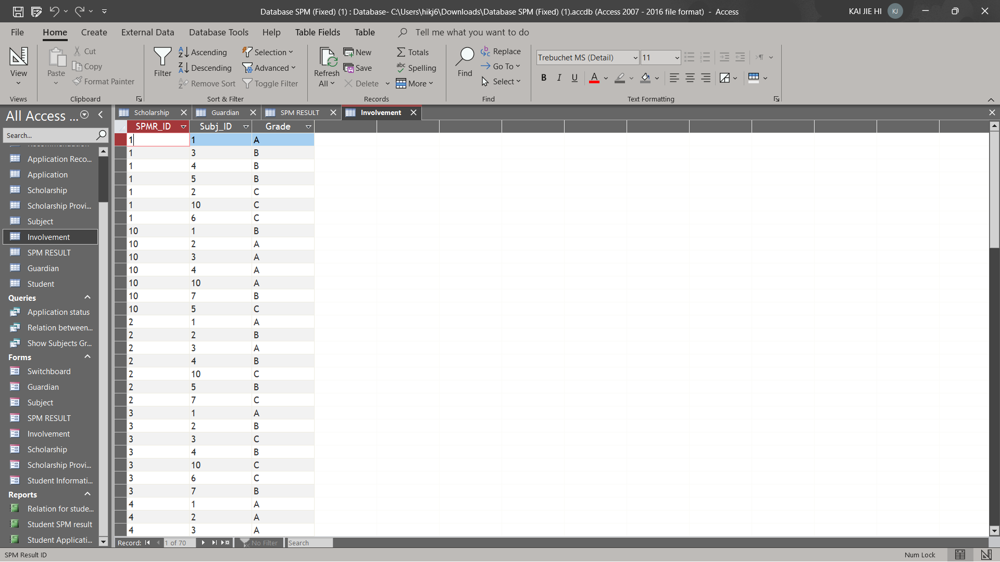 Database SPM (Fixed) (1) : Database- C:\Users\hikj6\Downloads\Database SPM (Fixed) (1).accdb (Access 2007 - 2016 file format) - Access
KAI JIE HI KJ
File Home Create External Data Database Tools Help Table Fields Table Tell me what you want to do
View
Views
Paste
Cut
Copy
Format Painter
Clipboard
Filter
Ascending
Descending
Remove Sort
Selection
Advanced
Toggle Filter
Sort & Filter
Refresh All
New
Save
Delete
Totals
Spelling
More
Records
Find
Replace
Go To
Select
Find
Trebuchet MS (Detail) 11
B I U A
Text Formatting
All Access ...
Search...
Application Reco...
Application
Scholarship
Scholarship Provi...
Subject
Involvement
SPM RESULT
Guardian
Student
Queries
Application status
Relation between...
Show Subjects Gr...
Forms
Switchboard
Guardian
Subject
SPM RESULT
Involvement
Scholarship
Scholarship Provi...
Student Informati...
Reports
Relation for stude...
Student SPM result
Student Applicati...
Scholarship Guardian SPM RESULT Involvement
SPMR_ID Subj_ID Grade
1 1 A
1 3 B
1 4 B
1 5 B
1 2 C
1 10 C
1 6 C
10 1 B
10 2 A
10 3 A
10 4 A
10 10 A
10 7 B
10 5 C
2 1 A
2 2 B
2 3 A
2 4 B
2 10 C
2 5 B
2 7 C
3 1 A
3 2 B
3 3 C
3 4 B
3 10 C
3 6 C
3 7 B
4 1 A
4 2 A
4 3 A
Record: 1 of 70 No Filter Search
SPM Result ID
Num Lock